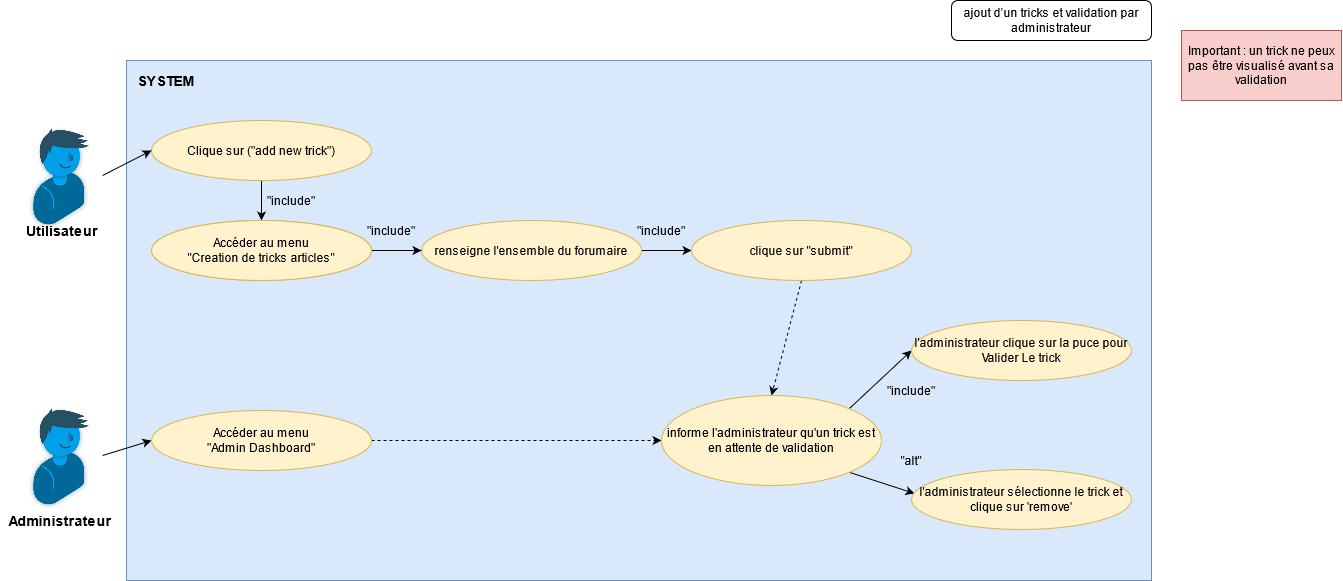 ajout d'un tricks et validation par
administrateur
Important : un trick ne peux
pas être visualisé avant sa
validation
SYSTEM
Clique sur ("add new trick")
"include"
Utilisateur
Accéder au menu
"Creation de tricks articles"
"include"
renseigne l'ensemble du forumaire
"include"
clique sur "submit"
l'administrateur clique sur la puce pour
Valider Le trick
"include"
Accéder au menu
"Admin Dashboard"
informe l'administrateur qu'un trick est
en attente de validation
"alt"
l'administrateur sélectionne le trick et
clique sur 'remove'
Administrateur